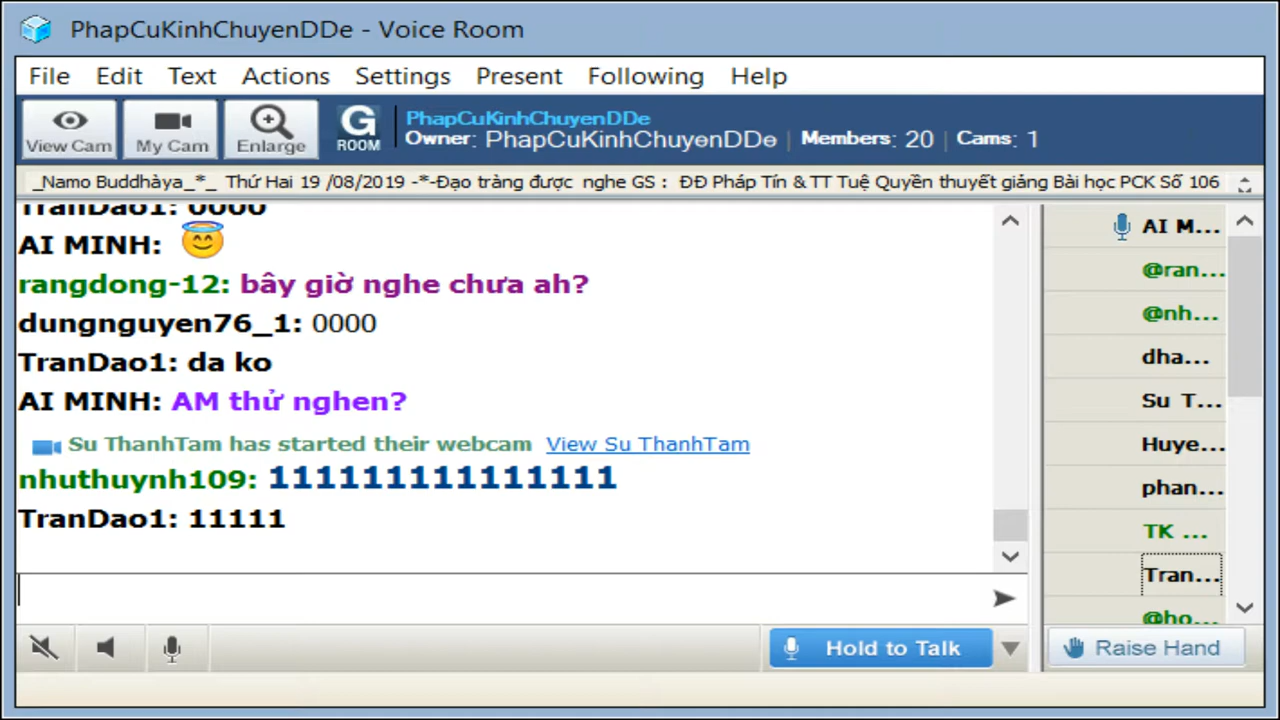 PhapCuKinhChuyenDDe - Voice Room
File Edit Text Actions Settings Present Following Help
View Cam My Cam Enlarge G ROOM
PhapCuKinhChuyenDDe
Owner: PhapCuKinhChuyenDDe | Members: 20 | Cams: 1
_Namo Buddhàya_*_ Thứ Hai 19 /08/2019 -*-Đạo tràng được nghe GS : ĐĐ Pháp Tín & TT Tuệ Quyền thuyết giảng Bài học PCK Số 106
TranDao1: 0000
AI MINH: 😇
rangdong-12: bây giờ nghe chưa ah?
dungnguyen76_1: 0000
TranDao1: da ko
AI MINH: AM thử nghen?
Su ThanhTam has started their webcam View Su ThanhTam
nhuthuynh109: 111111111111111
TranDao1: 11111
AI M...
@ran...
@nh...
dha...
Su T...
Huye...
phan...
TK ...
Tran...
@ho...
Hold to Talk
Raise Hand